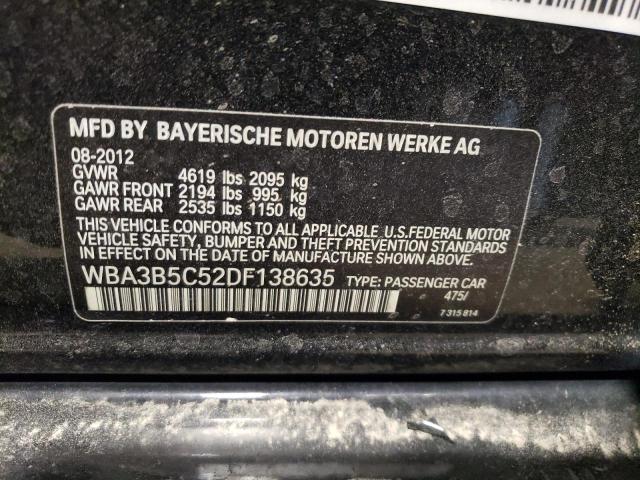 MFD BY BAYERISCHE MOTOREN WERKE AG
08-2012
GVWR 4619 lbs 2095 kg
GAWR FRONT 2194 lbs 995 kg
GAWR REAR 2535 lbs 1150 kg
THIS VEHICLE CONFORMS TO ALL APPLICABLE U.S.FEDERAL MOTOR
VEHICLE SAFETY, BUMPER AND THEFT PREVENTION STANDARDS
IN EFFECT ON THE DATE OF MANUFACTURE SHOWN ABOVE.
WBA3B5C52DF138635 TYPE: PASSENGER CAR
475/
7 315 814